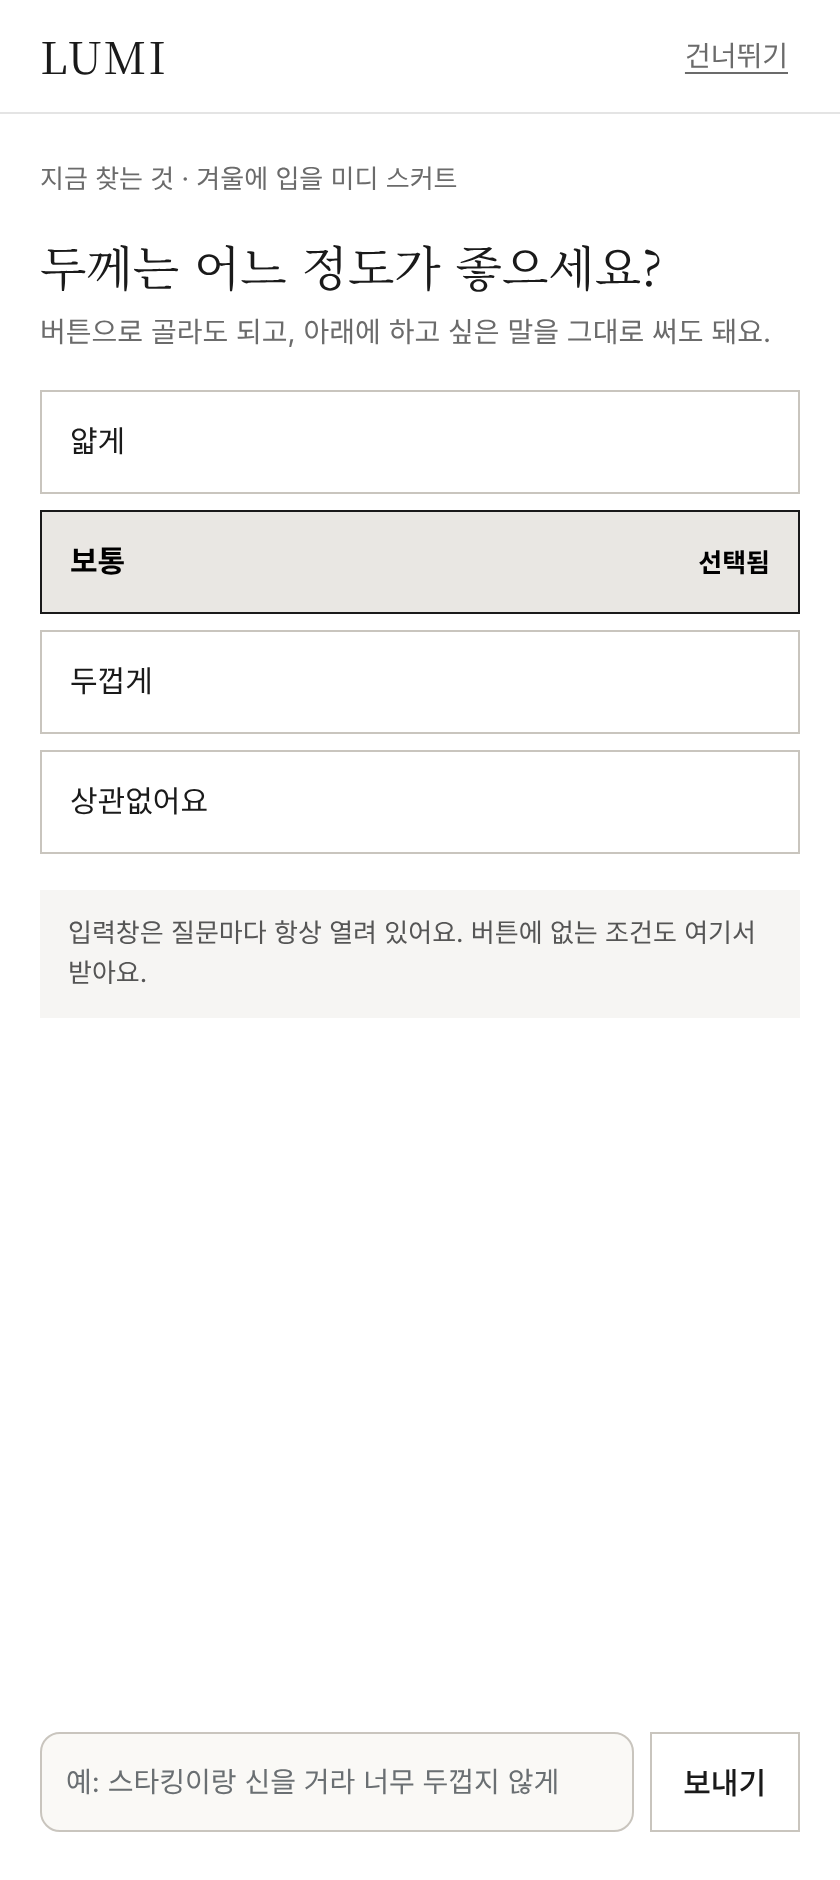 LUMI
건너뛰기
지금 찾는 것 · 겨울에 입을 미디 스커트
두께는 어느 정도가 좋으세요?
버튼으로 골라도 되고, 아래에 하고 싶은 말을 그대로 써도 돼요.
얇게
보통
선택됨
두껍게
상관없어요
입력창은 질문마다 항상 열려 있어요. 버튼에 없는 조건도 여기서
받아요.
예: 스타킹이랑 신을 거라 너무 두껍지 않게
보내기